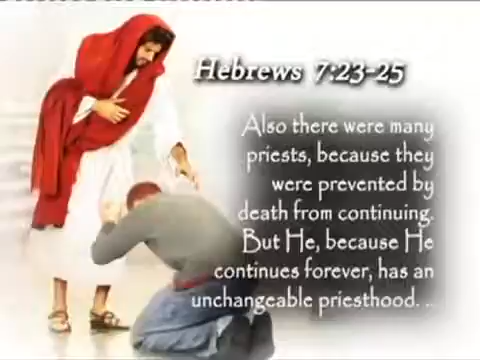 Hebrews 7:23-25
Also there were many
priests, because they
were prevented by
death from continuing.
But He, because He
continues forever, has an
unchangeable priesthood. ..